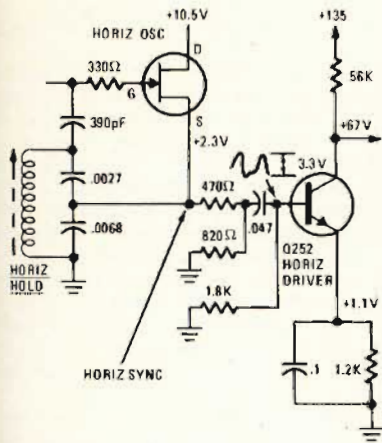 +10.5V
+135
HORIZ OSC
D
330Ω
56K
G
390pF
S
+67V
+2.3V
.0027
470Ω
3.3V
.0068
820Ω
.047
Q252
HORIZ
DRIVER
HORIZ
HOLD
1.8K
+1.1V
HORIZ SYNC
.1
1.2K